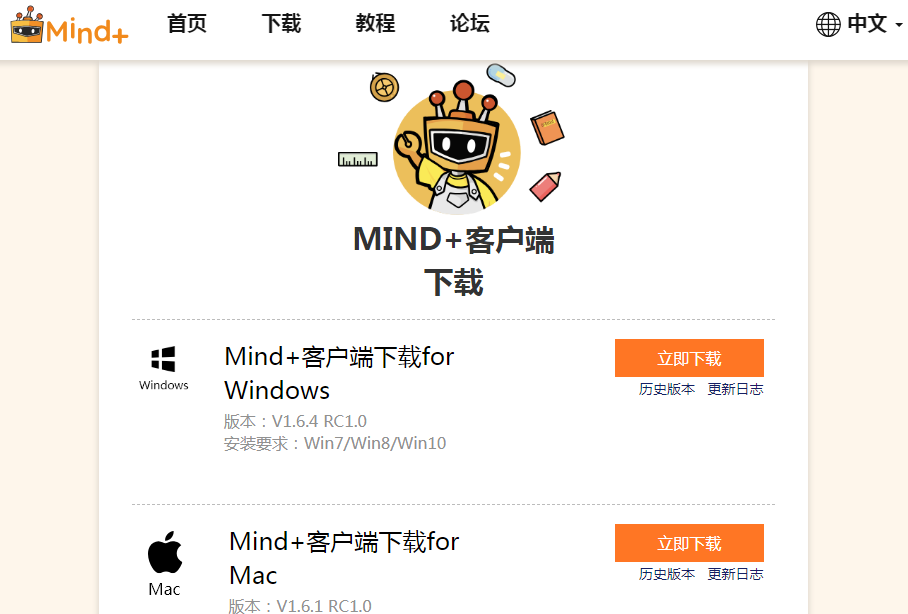 Mind+ 首页 下载 教程 论坛 中文
MIND+客户端
下载
Windows
Mind+客户端下载for
Windows
版本：V1.6.4 RC1.0
安装要求：Win7/Win8/Win10
立即下载
历史版本 更新日志
Mac
Mind+客户端下载for
Mac
版本：V1.6.1 RC1.0
立即下载
历史版本 更新日志